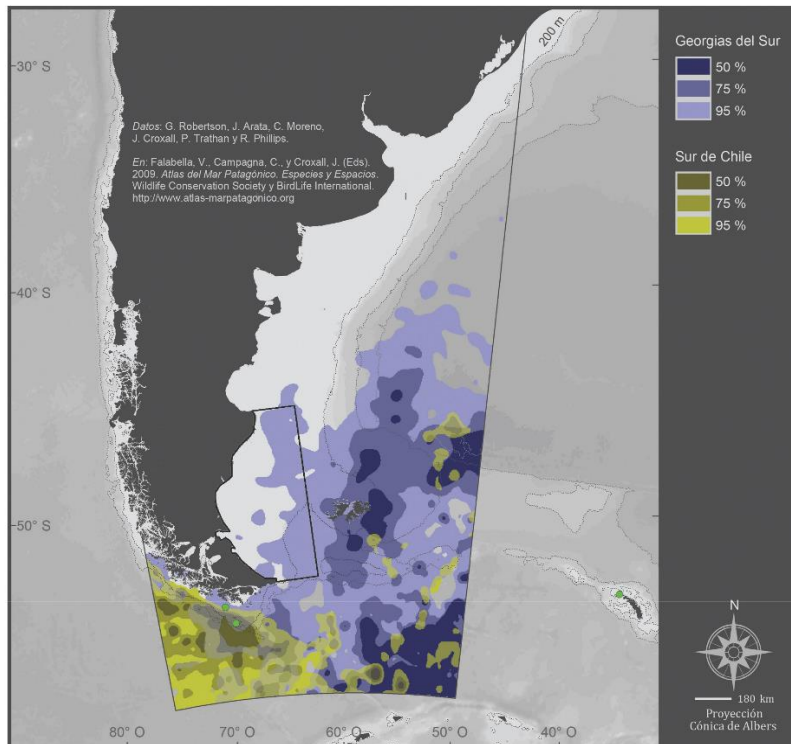 200 m
30° S
Datos: G. Robertson, J. Arata, C. Moreno,
J. Croxall, P. Trathan y R. Phillips.
En: Falabella, V., Campagna, C., y Croxall, J. (Eds).
2009. Atlas del Mar Patagónico. Especies y Espacios.
Wildlife Conservation Society y BirdLife International.
http://www.atlas-marpatagónico.org
40° S
50° S
80° O
70° O
60° O
50° O
40° O
Georgias del Sur
50 %
75 %
95 %
Sur de Chile
50 %
75 %
95 %
N
180 km
Proyección
Cónica de Albers